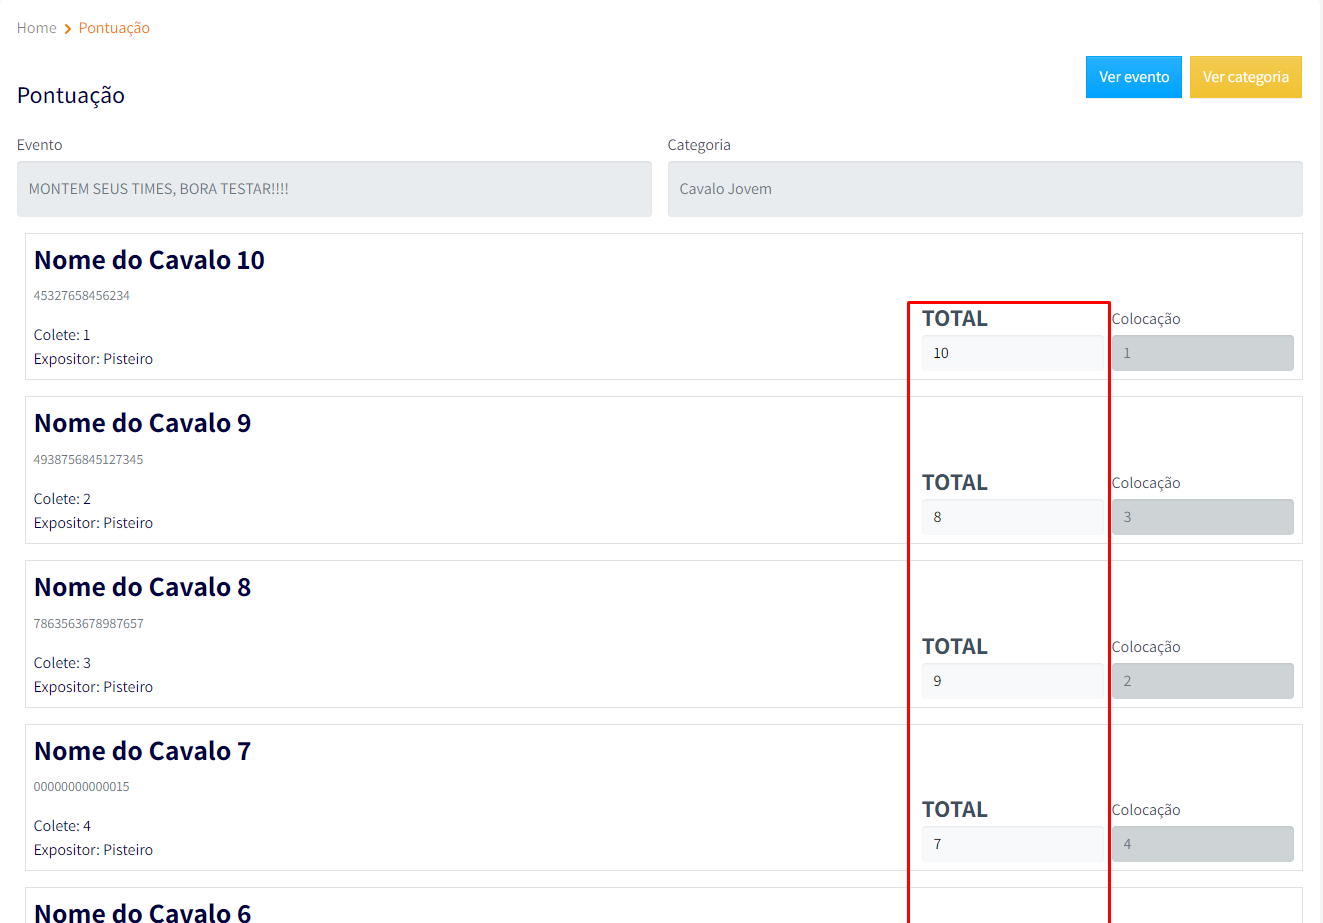 Home > Pontuação
Ver evento
Ver categoria
Pontuação
Evento
Categoria
MONTEM SEUS TIMES, BORA TESTAR!!!!
Cavalo Jovem
Nome do Cavalo 10
45327658456234
Colete: 1
Expositor: Pisteiro
TOTAL
10
Colocação
1
Nome do Cavalo 9
4938756845127345
Colete: 2
Expositor: Pisteiro
TOTAL
8
Colocação
3
Nome do Cavalo 8
7863563678987657
Colete: 3
Expositor: Pisteiro
TOTAL
9
Colocação
2
Nome do Cavalo 7
00000000000015
Colete: 4
Expositor: Pisteiro
TOTAL
7
Colocação
4
Nome do Cavalo 6